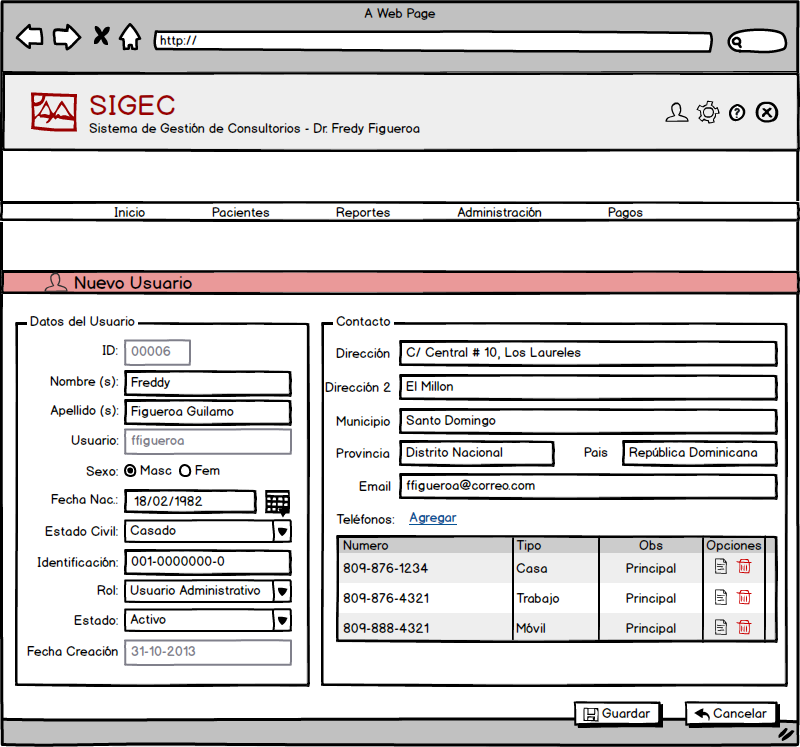 A Web Page
http://
SIGEC
Sistema de Gestión de Consultorios - Dr. Fredy Figueroa
Inicio Pacientes Reportes Administración Pagos
Nuevo Usuario
Datos del Usuario
ID: 00006
Nombre (s): Freddy
Apellido (s): Figueroa Guilamo
Usuario: ffigueroa
Sexo: Masc Fem
Fecha Nac.: 18/02/1982
Estado Civil: Casado
Identificación: 001-0000000-0
Rol: Usuario Administrativo
Estado: Activo
Fecha Creación 31-10-2013
Contacto
Dirección C/ Central # 10, Los Laureles
Dirección 2 El Millon
Municipio Santo Domingo
Provincia Distrito Nacional Pais República Dominicana
Email ffigueroa@correo.com
Teléfonos: Agregar
Numero Tipo Obs Opciones
809-876-1234 Casa Principal
809-876-4321 Trabajo Principal
809-888-4321 Móvil Principal
Guardar Cancelar